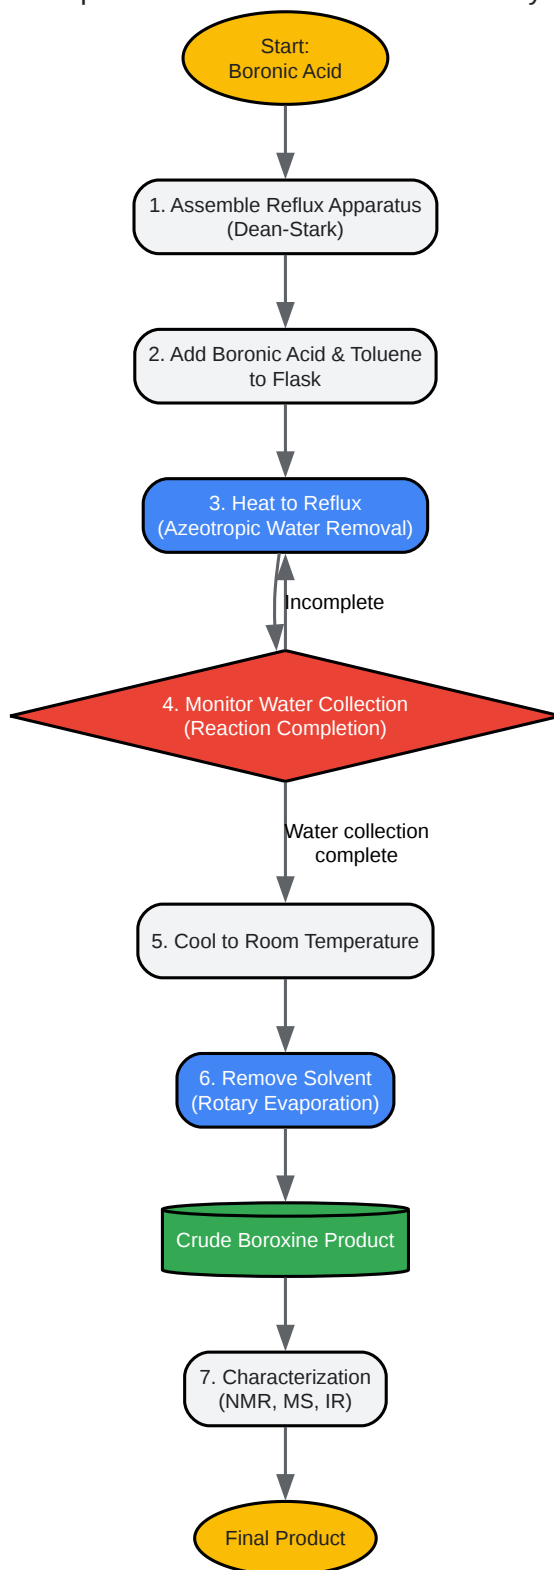 Start:
Boronic Acid
1. Assemble Reflux Apparatus
(Dean-Stark)
2. Add Boronic Acid & Toluene
to Flask
3. Heat to Reflux
(Azeotropic Water Removal)
Incomplete
4. Monitor Water Collection
(Reaction Completion)
Water collection
complete
5. Cool to Room Temperature
6. Remove Solvent
(Rotary Evaporation)
Crude Boroxine Product
7. Characterization
(NMR, MS, IR)
Final Product